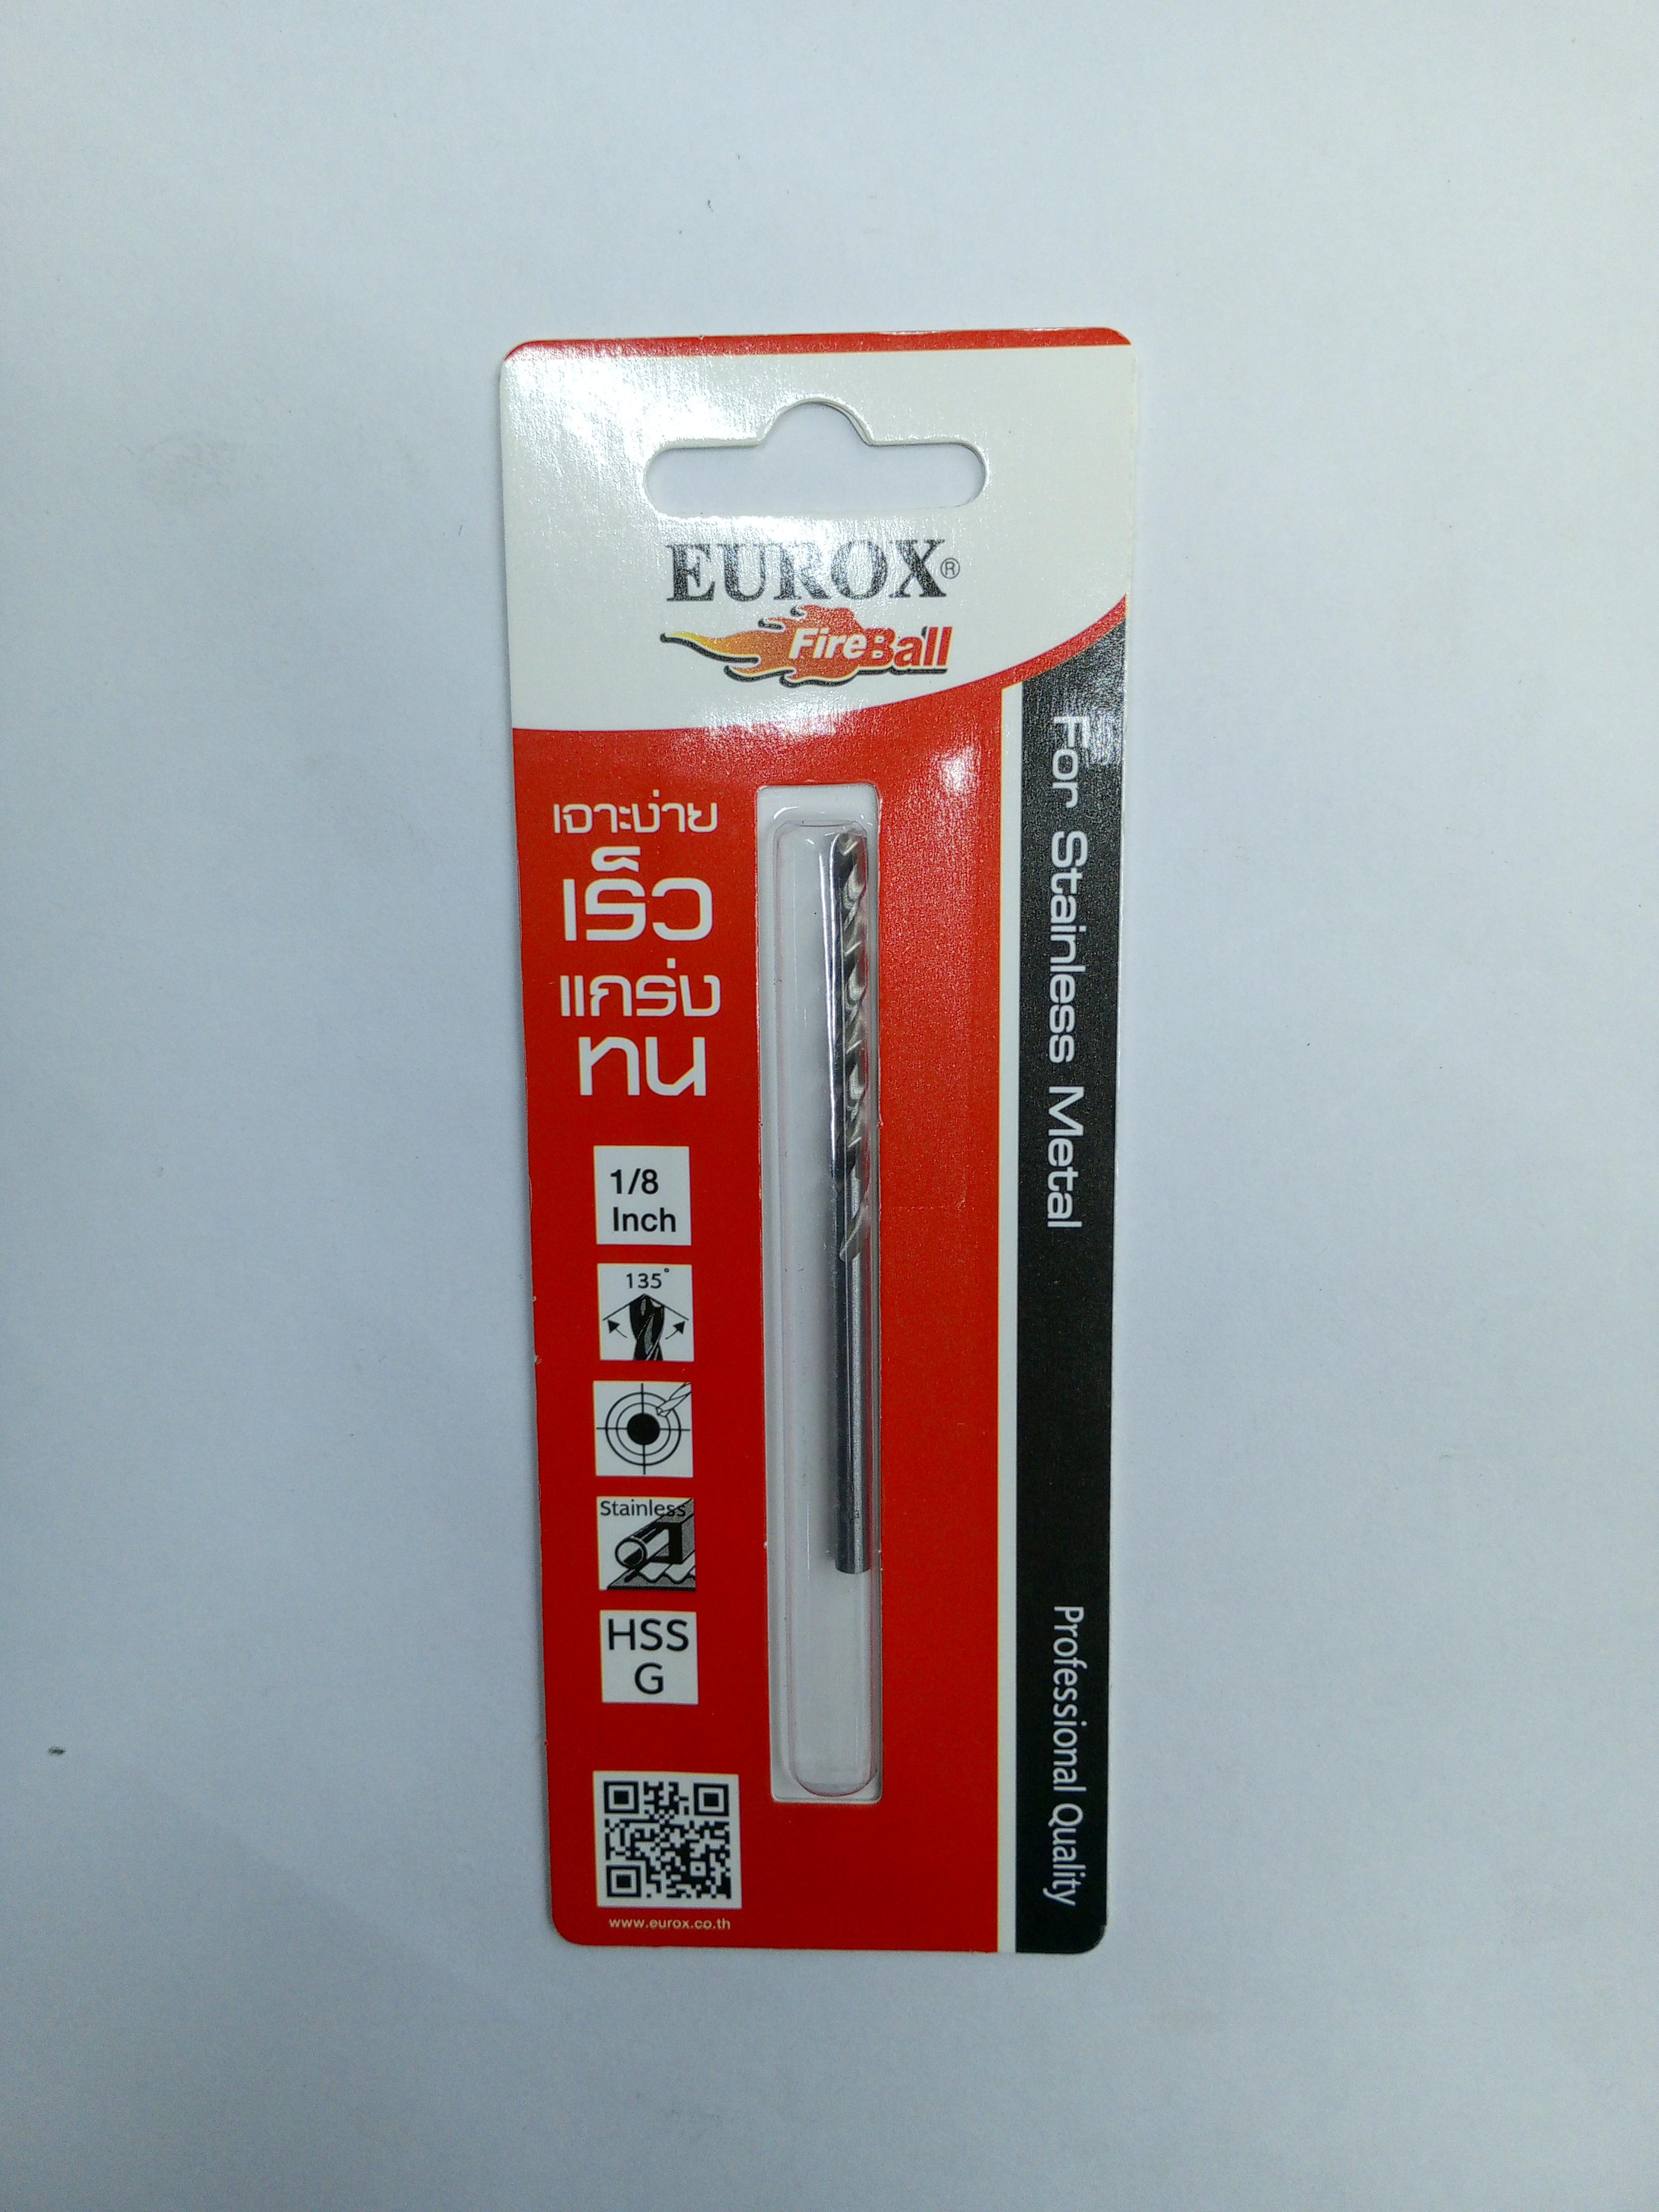 EUROX®
FireBall
เจาะง่าย
เร็ว
แกร่ง
ทน
1/8
Inch
135°
Stainless
HSS
G
www.eurox.co.th
For Stainless Metal
Professional Quality